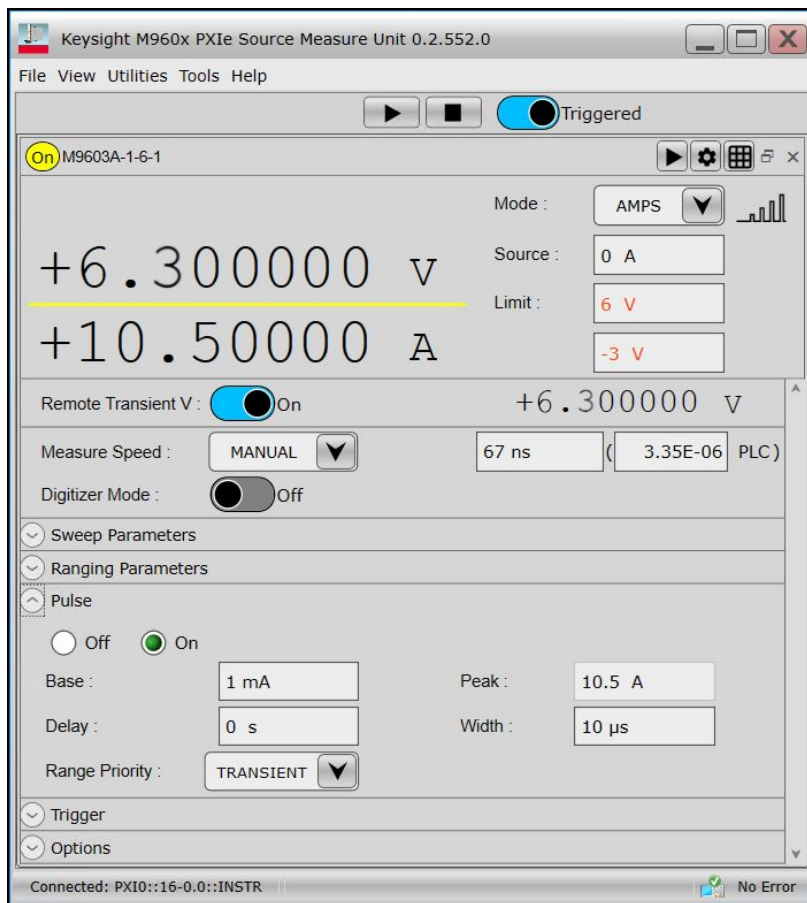 Keysight M960x PXIe Source Measure Unit 0.2.552.0
File View Utilities Tools Help
Triggered
On M9603A-1-6-1
Mode : AMPS
+6.300000 V
Source : 0 A
Limit : 6 V
+10.50000 A
-3 V
Remote Transient V : On +6.300000 V
Measure Speed : MANUAL 67 ns ( 3.35E-06 PLC )
Digitizer Mode : Off
Sweep Parameters
Ranging Parameters
Pulse
Off On
Base : 1 mA Peak : 10.5 A
Delay : 0 s Width : 10 µs
Range Priority : TRANSIENT
Trigger
Options
Connected: PXI0::16-0.0::INSTR No Error